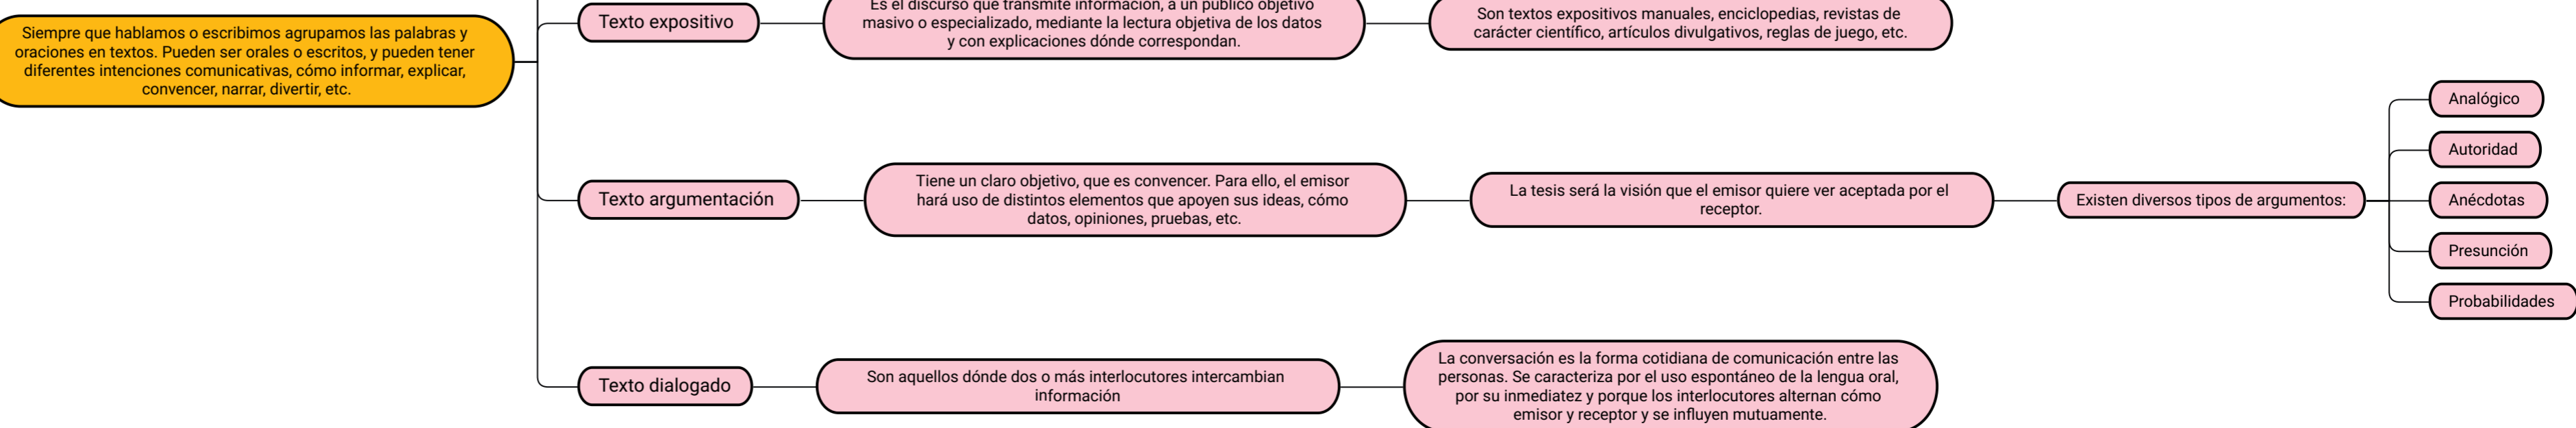 Siempre que hablamos o escribimos agrupamos las palabras y
oraciones en textos. Pueden ser orales o escritos, y pueden tener
diferentes intenciones comunicativas, cómo informar, explicar,
convencer, narrar, divertir, etc.
Texto expositivo
Es el discurso que transmite información, a un público objetivo
masivo o especializado, mediante la lectura objetiva de los datos
y con explicaciones dónde correspondan.
Son textos expositivos manuales, enciclopedias, revistas de
carácter científico, artículos divulgativos, reglas de juego, etc.
Texto argumentación
Tiene un claro objetivo, que es convencer. Para ello, el emisor
hará uso de distintos elementos que apoyen sus ideas, cómo
datos, opiniones, pruebas, etc.
La tesis será la visión que el emisor quiere ver aceptada por el
receptor.
Existen diversos tipos de argumentos:
Analógico
Autoridad
Anécdotas
Presunción
Probabilidades
Texto dialogado
Son aquellos dónde dos o más interlocutores intercambian
información
La conversación es la forma cotidiana de comunicación entre las
personas. Se caracteriza por el uso espontáneo de la lengua oral,
por su inmediatez y porque los interlocutores alternan cómo
emisor y receptor y se influyen mutuamente.